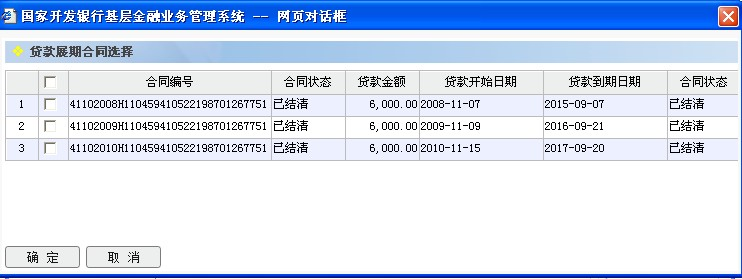 国家开发银行基层金融业务管理系统 -- 网页对话框
贷款展期合同选择
合同编号 合同状态 贷款金额 贷款开始日期 贷款到期日期 合同状态
1 41102008H110459410522198701267751 已结清 6,000.00 2008-11-07 2015-09-07 已结清
2 41102009H110459410522198701267751 已结清 6,000.00 2009-11-09 2016-09-21 已结清
3 41102010H110459410522198701267751 已结清 6,000.00 2010-11-15 2017-09-20 已结清
确 定 取 消